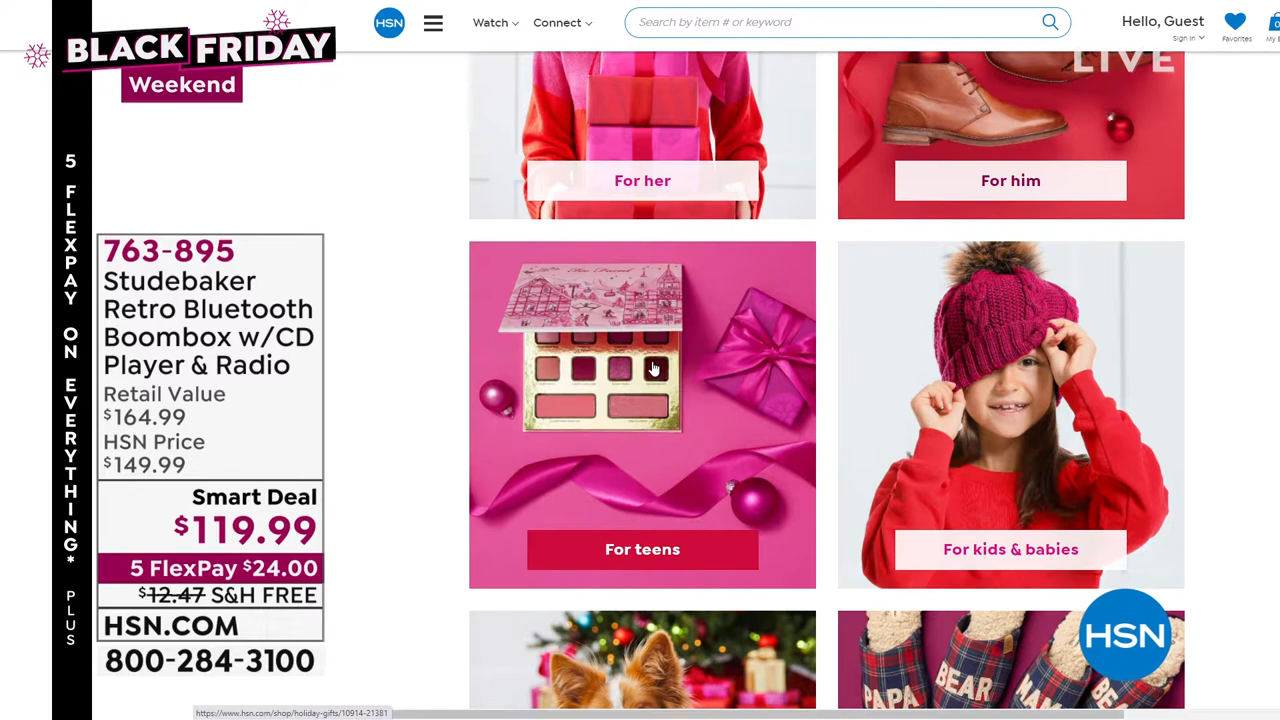 BLACK FRIDAY
Weekend
5 FLEXPAY ON EVERYTHING* PLUS
763-895
Studebaker
Retro Bluetooth
Boombox w/CD
Player & Radio
Retail Value
$164.99
HSN Price
$149.99
Smart Deal
$119.99
5 FlexPay $24.00
$12.47 S&H FREE
HSN.COM
800-284-3100
HSN
Watch
Connect
Search by item # or keyword
Hello, Guest
Sign In
Favorites
0
LIVE
For her
For him
Too Faced
For teens
For kids & babies
PAPA
BEAR
HSN
https://www.hsn.com/shop/holiday-gifts/10914-21381